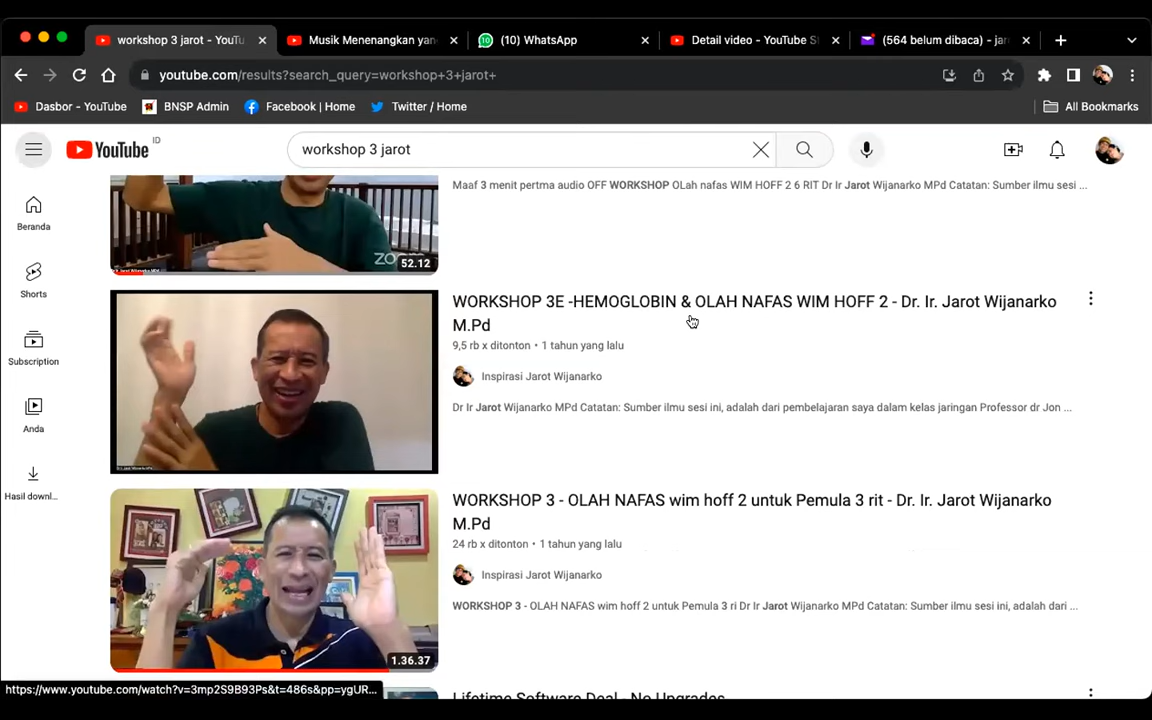 workshop 3 jarot - YouTu
Musik Menenangkan yan
(10) WhatsApp
Detail video - YouTube S
(564 belum dibaca) - jar
youtube.com/results?search_query=workshop+3+jarot+
Dasbor - YouTube
BNSP Admin
Facebook | Home
Twitter / Home
All Bookmarks
YouTube ID
workshop 3 jarot
Beranda
Shorts
Subscription
Anda
Hasil downl...
Maaf 3 menit pertma audio OFF WORKSHOP OLah nafas WIM HOFF 2 6 RIT Dr Ir Jarot Wijanarko MPd Catatan: Sumber ilmu sesi ...
52.12
WORKSHOP 3E -HEMOGLOBIN & OLAH NAFAS WIM HOFF 2 - Dr. Ir. Jarot Wijanarko
M.Pd
9,5 rb x ditonton • 1 tahun yang lalu
Inspirasi Jarot Wijanarko
Dr Ir Jarot Wijanarko MPd Catatan: Sumber ilmu sesi ini, adalah dari pembelajaran saya dalam kelas jaringan Professor dr Jon ...
WORKSHOP 3 - OLAH NAFAS wim hoff 2 untuk Pemula 3 rit - Dr. Ir. Jarot Wijanarko
M.Pd
24 rb x ditonton • 1 tahun yang lalu
Inspirasi Jarot Wijanarko
WORKSHOP 3 - OLAH NAFAS wim hoff 2 untuk Pemula 3 ri Dr Ir Jarot Wijanarko MPd Catatan: Sumber ilmu sesi ini, adalah dari ...
1.36.37
Lifetime Software Deal - No Upgrades
https://www.youtube.com/watch?v=3mp2S9B93Ps&t=486s&pp=ygUR...